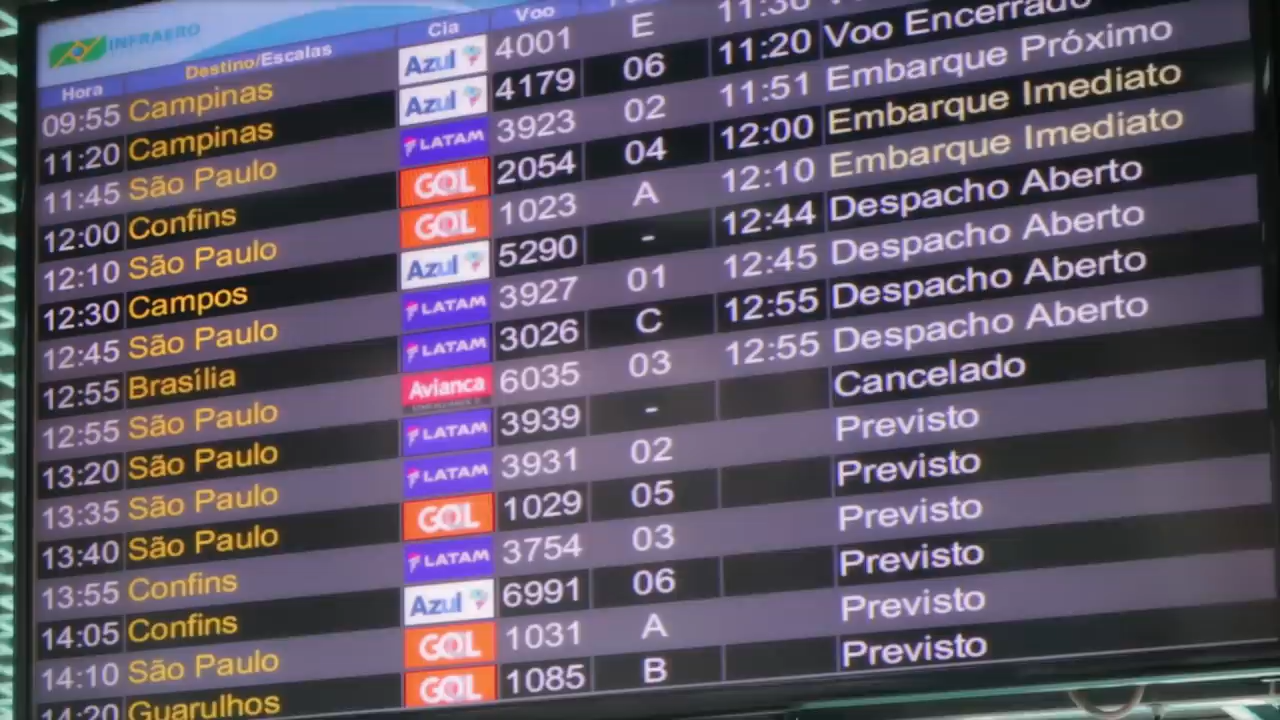 INFRAERO
Hora Destino/Escalas Cia Voo
09:55 Campinas Azul 4001 E
11:20 Campinas Azul 4179 06 11:20 Voo Encerrado
11:45 São Paulo LATAM 3923 02 11:51 Embarque Próximo
12:00 Confins GOL 2054 04 12:00 Embarque Imediato
12:10 São Paulo GOL 1023 A 12:10 Embarque Imediato
12:30 Campos Azul 5290 - 12:44 Despacho Aberto
12:45 São Paulo LATAM 3927 01 12:45 Despacho Aberto
12:55 Brasília LATAM 3026 C 12:55 Despacho Aberto
12:55 São Paulo Avianca 6035 03 12:55 Despacho Aberto
13:20 São Paulo LATAM 3939 - Cancelado
13:35 São Paulo LATAM 3931 02 Previsto
13:40 São Paulo GOL 1029 05 Previsto
13:55 Confins LATAM 3754 03 Previsto
14:05 Confins Azul 6991 06 Previsto
14:10 São Paulo GOL 1031 A Previsto
14:20 Guarulhos GOL 1085 B Previsto